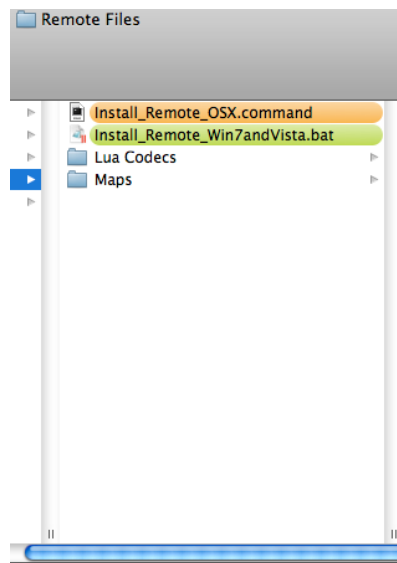 Remote Files
Install_Remote_OSX.command
Install_Remote_Win7andVista.bat
Lua Codecs
Maps